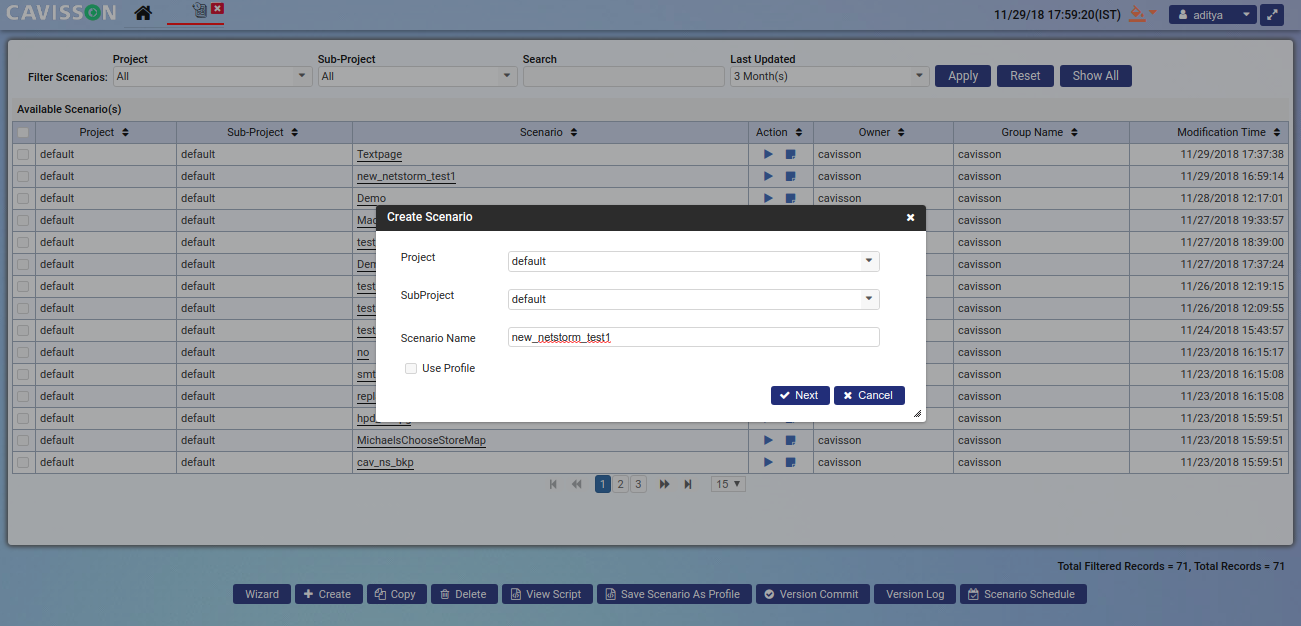 CAVISSON
11/29/18 17:59:20(IST)
aditya
Project
Sub-Project
Search
Last Updated
Filter Scenarios:
All
All
3 Month(s)
Apply
Reset
Show All
Available Scenario(s)
Project Sub-Project Scenario Action Owner Group Name Modification Time
default default Textpage cavisson cavisson 11/29/2018 17:37:38
default default new_netstorm_test1 cavisson cavisson 11/29/2018 16:59:14
default default Demo cavisson cavisson 11/28/2018 12:17:01
default default cavisson 11/27/2018 19:33:57
default default test cavisson 11/27/2018 18:39:00
default default cavisson 11/27/2018 17:37:24
default default test cavisson 11/26/2018 12:19:15
default default test cavisson 11/26/2018 12:09:55
default default test cavisson 11/24/2018 15:43:57
default default no cavisson 11/23/2018 16:15:17
default default smt cavisson 11/23/2018 16:15:08
default default repl cavisson 11/23/2018 16:15:08
default default cavisson 11/23/2018 15:59:51
default default MichaelsChooseStoreMap cavisson cavisson 11/23/2018 15:59:51
default default cav_ns_bkp cavisson cavisson 11/23/2018 15:59:51
Create Scenario
Project
default
SubProject
default
Scenario Name
new_netstorm_test1
Use Profile
Next
Cancel
1 2 3
15
Total Filtered Records = 71, Total Records = 71
Wizard
Create
Copy
Delete
View Script
Save Scenario As Profile
Version Commit
Version Log
Scenario Schedule